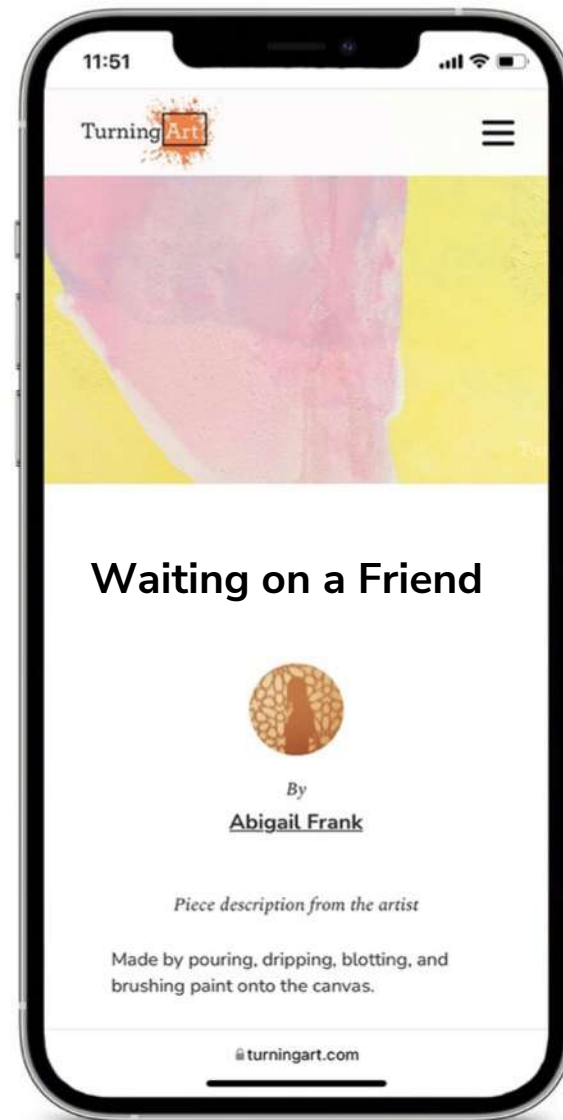 11:51
Turning Art
Waiting on a Friend
By
Abigail Frank
Piece description from the artist
Made by pouring, dripping, blotting, and
brushing paint onto the canvas.
turningart.com